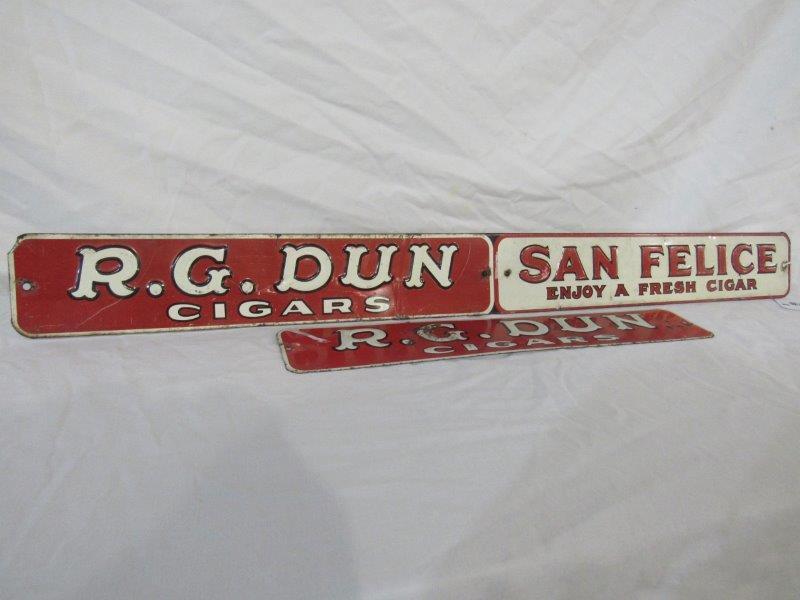 R.G. DUN
CIGARS
SAN FELICE
ENJOY A FRESH CIGAR
R.G. DUN
CIGARS